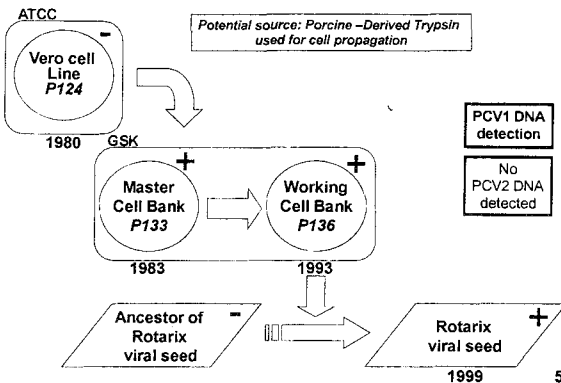 ATCC
Potential source: Porcine –Derived Trypsin
used for cell propagation
-
Vero cell
Line
P124
1980
PCV1 DNA
detection
No
PCV2 DNA
detected
GSK
+
Master
Cell Bank
P133
+
Working
Cell Bank
P136
1983
1993
Ancestor of
Rotarix
viral seed
-
Rotarix
viral seed
+
1999
5